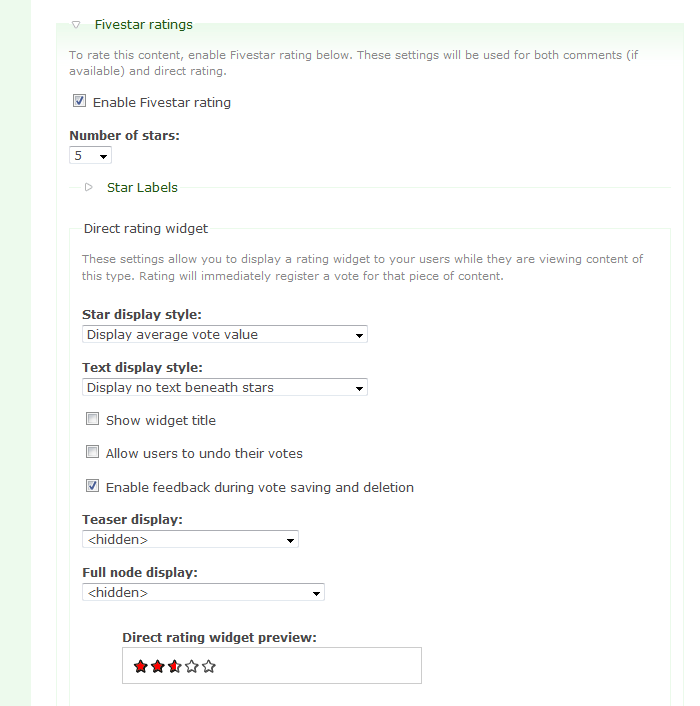 Fivestar ratings
To rate this content, enable Fivestar rating below. These settings will be used for both comments (if
available) and direct rating.
Enable Fivestar rating
Number of stars:
5
Star Labels
Direct rating widget
These settings allow you to display a rating widget to your users while they are viewing content of
this type. Rating will immediately register a vote for that piece of content.
Star display style:
Display average vote value
Text display style:
Display no text beneath stars
Show widget title
Allow users to undo their votes
Enable feedback during vote saving and deletion
Teaser display:
<hidden>
Full node display:
<hidden>
Direct rating widget preview: